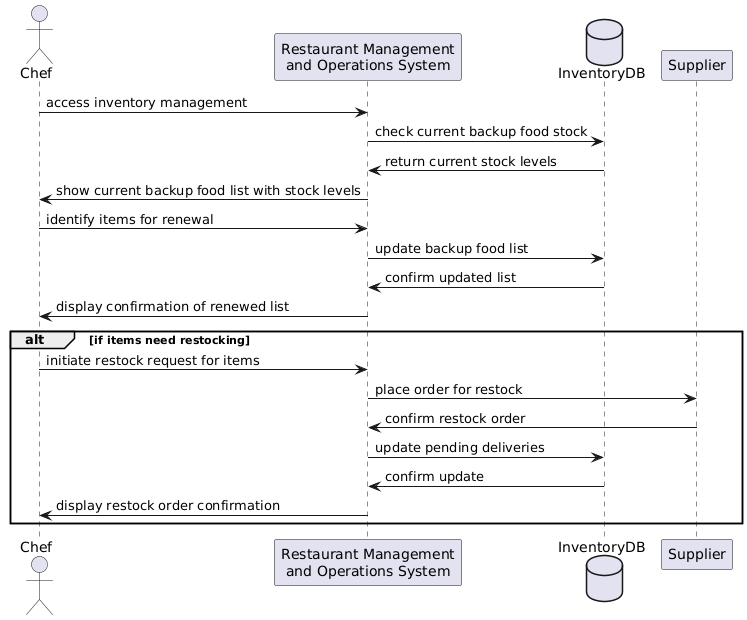 Chef
Restaurant Management
and Operations System
InventoryDB
Supplier
access inventory management
check current backup food stock
return current stock levels
show current backup food list with stock levels
identify items for renewal
update backup food list
confirm updated list
display confirmation of renewed list
alt [if items need restocking]
initiate restock request for items
place order for restock
confirm restock order
update pending deliveries
confirm update
display restock order confirmation
Chef
Restaurant Management
and Operations System
InventoryDB
Supplier